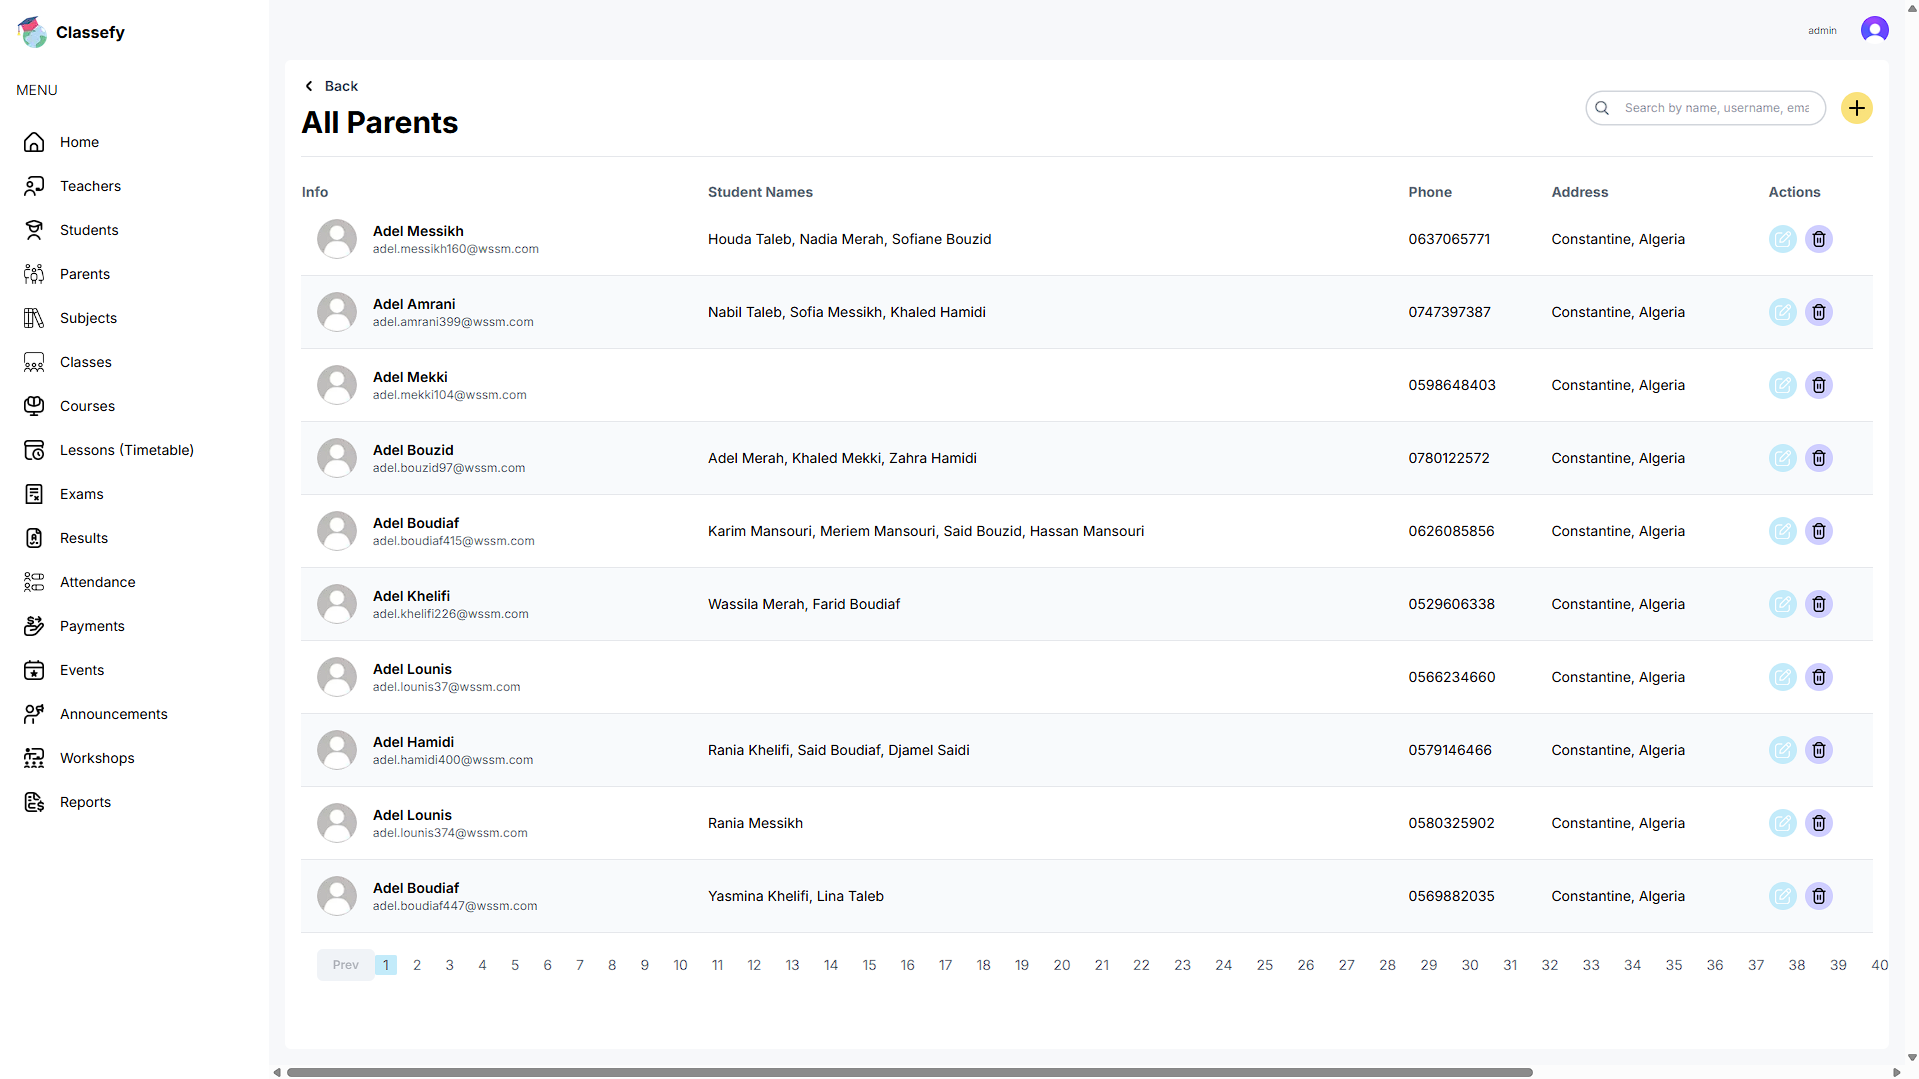 Classefy
admin
MENU
Home
Teachers
Students
Parents
Subjects
Classes
Courses
Lessons (Timetable)
Exams
Results
Attendance
Payments
Events
Announcements
Workshops
Reports
Back
All Parents
Search by name, username, ema
Info Student Names Phone Address Actions
Adel Messikh
adel.messikh160@wssm.com
Houda Taleb, Nadia Merah, Sofiane Bouzid 0637065771 Constantine, Algeria
Adel Amrani
adel.amrani399@wssm.com
Nabil Taleb, Sofia Messikh, Khaled Hamidi 0747397387 Constantine, Algeria
Adel Mekki
adel.mekki104@wssm.com
0598648403 Constantine, Algeria
Adel Bouzid
adel.bouzid97@wssm.com
Adel Merah, Khaled Mekki, Zahra Hamidi 0780122572 Constantine, Algeria
Adel Boudiaf
adel.boudiaf415@wssm.com
Karim Mansouri, Meriem Mansouri, Said Bouzid, Hassan Mansouri 0626085856 Constantine, Algeria
Adel Khelifi
adel.khelifi226@wssm.com
Wassila Merah, Farid Boudiaf 0529606338 Constantine, Algeria
Adel Lounis
adel.lounis37@wssm.com
0566234660 Constantine, Algeria
Adel Hamidi
adel.hamidi400@wssm.com
Rania Khelifi, Said Boudiaf, Djamel Saidi 0579146466 Constantine, Algeria
Adel Lounis
adel.lounis374@wssm.com
Rania Messikh 0580325902 Constantine, Algeria
Adel Boudiaf
adel.boudiaf447@wssm.com
Yasmina Khelifi, Lina Taleb 0569882035 Constantine, Algeria
Prev 1 2 3 4 5 6 7 8 9 10 11 12 13 14 15 16 17 18 19 20 21 22 23 24 25 26 27 28 29 30 31 32 33 34 35 36 37 38 39 40